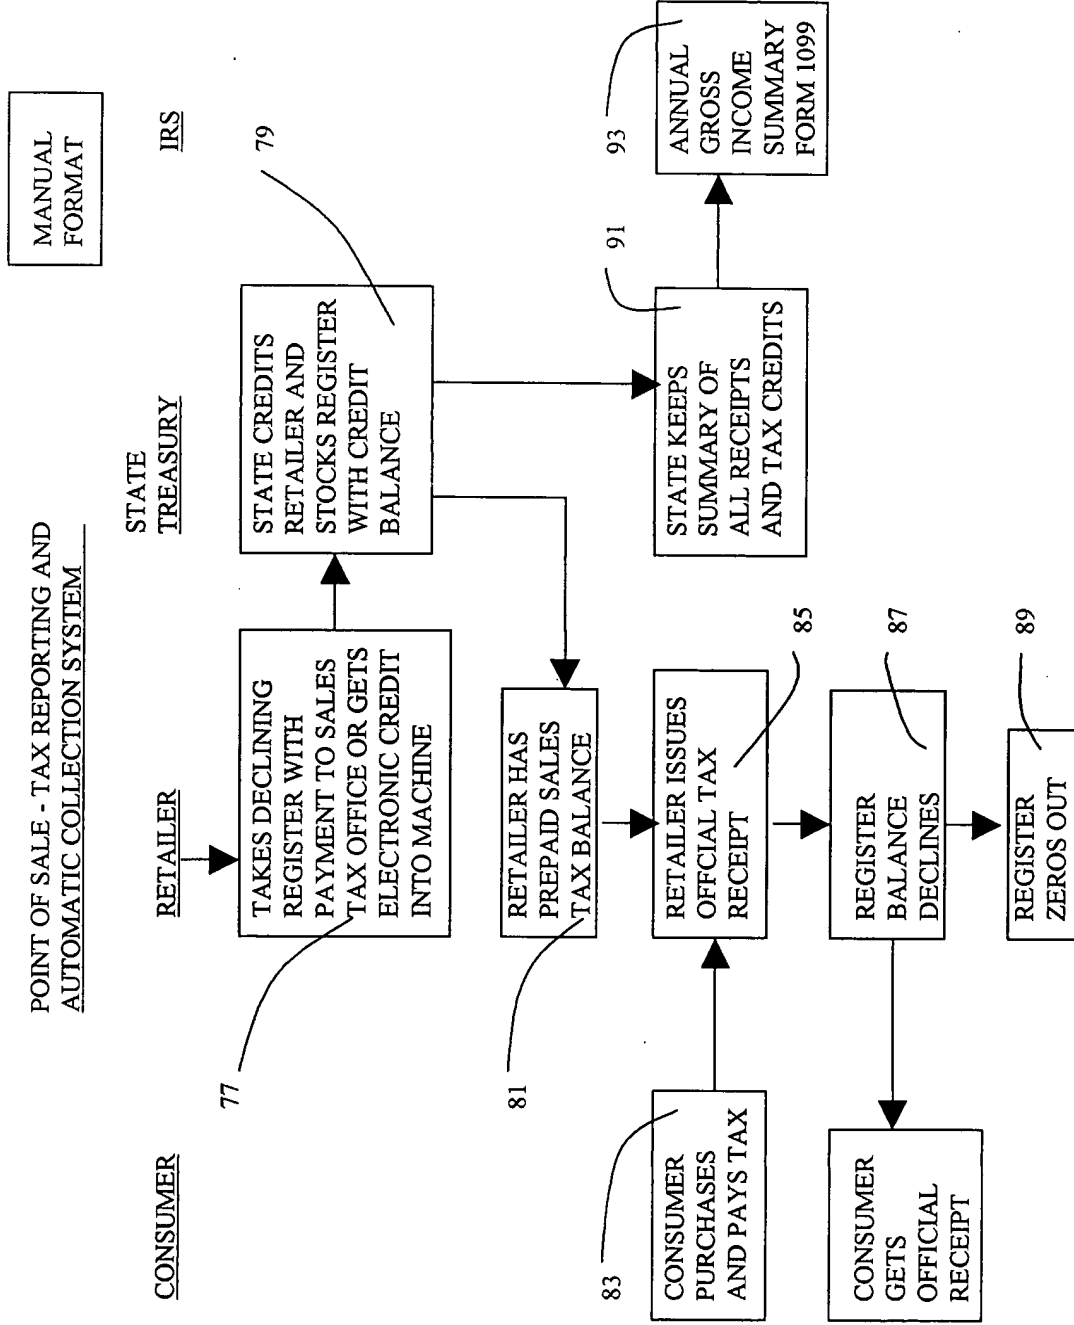 MANUAL
FORMAT
POINT OF SALE - TAX REPORTING AND
AUTOMATIC COLLECTION SYSTEM
CONSUMER
RETAILER
STATE
TREASURY
IRS
77
TAKES DECLINING
REGISTER WITH
PAYMENT TO SALES
TAX OFFICE OR GETS
ELECTRONIC CREDIT
INTO MACHINE
STATE CREDITS
RETAILER AND
STOCKS REGISTER
WITH CREDIT
BALANCE
79
81
RETAILER HAS
PREPAID SALES
TAX BALANCE
83
CONSUMER
PURCHASES
AND PAYS TAX
RETAILER ISSUES
OFFCIAL TAX
RECEIPT
85
91
STATE KEEPS
SUMMARY OF
ALL RECEIPTS
AND TAX CREDITS
93
ANNUAL
GROSS
INCOME
SUMMARY
FORM 1099
CONSUMER
GETS
OFFICIAL
RECEIPT
REGISTER
BALANCE
DECLINES
87
REGISTER
ZEROS OUT
89